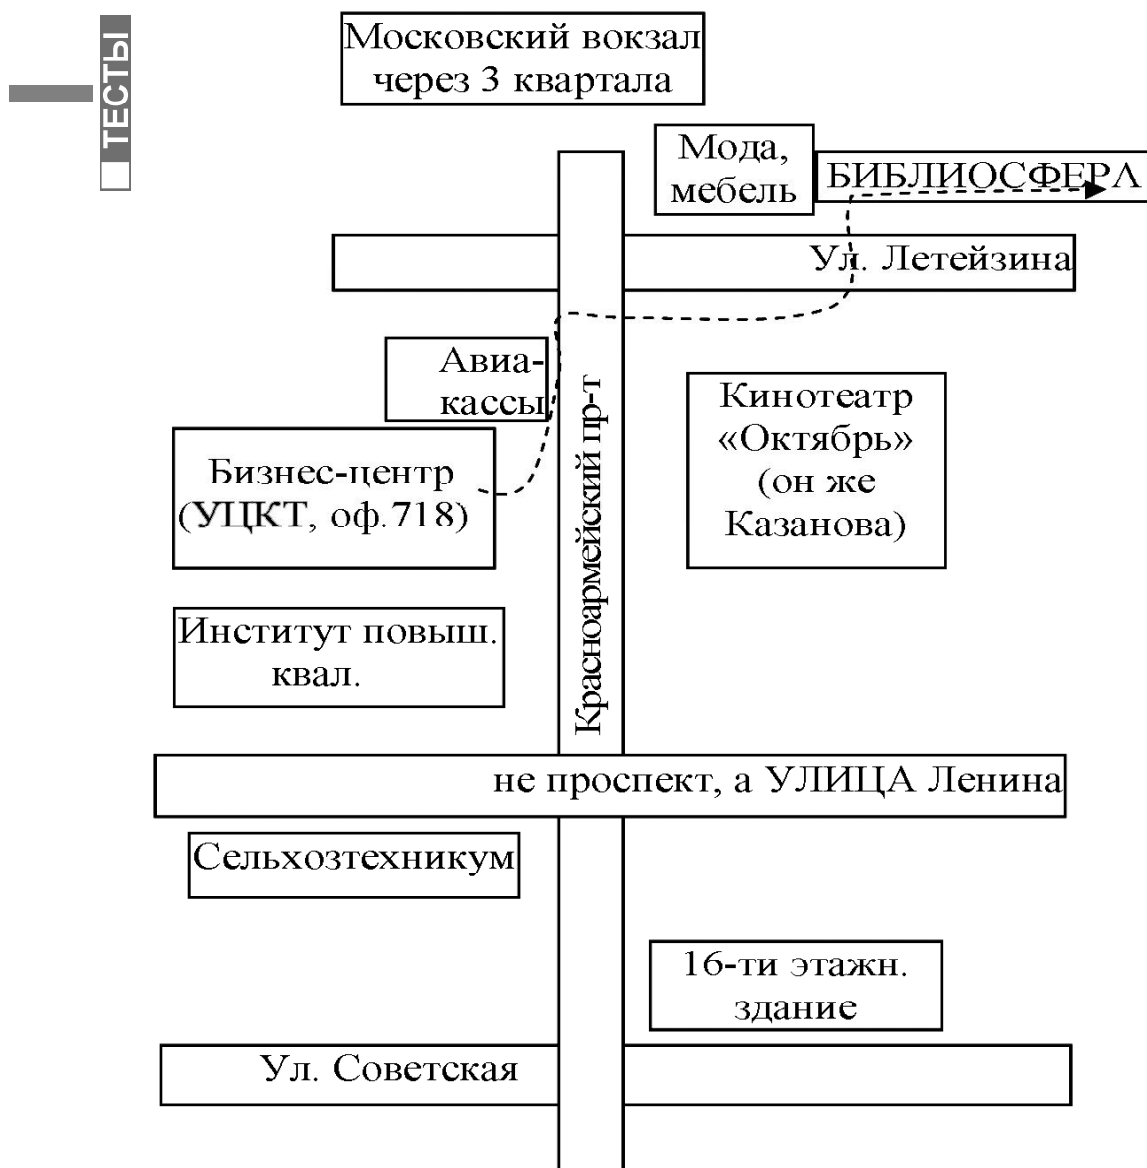 ТЕСТЫ
Московский вокзал
через 3 квартала
Мода,
мебель
БИБЛИОСФЕРА
Ул. Летейзина
Авиа-
кассы
Кинотеатр
«Октябрь»
(он же
Казанова)
Бизнес-центр
(УЦКТ, оф.718)
Красноармейский пр-т
Институт повыш.
квал.
не проспект, а УЛИЦА Ленина
Сельхозтехникум
16-ти этажн.
здание
Ул. Советская